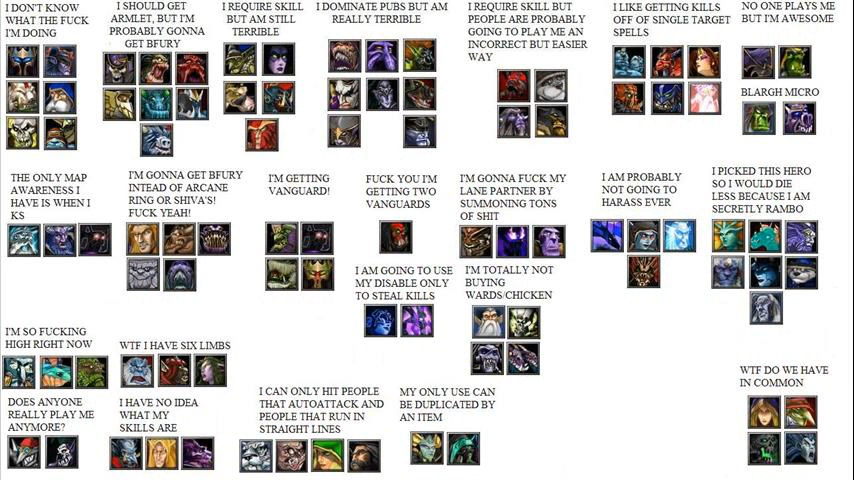 I DON'T KNOW
WHAT THE FUCK
I'M DOING
I SHOULD GET
ARMLET, BUT I'M
PROBABLY GONNA
GET BFURY
I REQUIRE SKILL
BUT AM STILL
TERRIBLE
I DOMINATE PUBS BUT AM
REALLY TERRIBLE
I REQUIRE SKILL BUT
PEOPLE ARE PROBABLY
GOING TO PLAY ME AN
INCORRECT BUT EASIER
WAY
I LIKE GETTING KILLS
OFF OF SINGLE TARGET
SPELLS
NO ONE PLAYS ME
BUT I'M AWESOME
BLARGH MICRO
THE ONLY MAP
AWARENESS I
HAVE IS WHEN I
KS
I'M GONNA GET BFURY
INTEAD OF ARCANE
RING OR SHIVA'S!
FUCK YEAH!
I'M GETTING
VANGUARD!
FUCK YOU I'M
GETTING TWO
VANGUARDS
I'M GONNA FUCK MY
LANE PARTNER BY
SUMMONING TONS
OF SHIT
I AM PROBABLY
NOT GOING TO
HARASS EVER
I PICKED THIS HERO
SO I WOULD DIE
LESS BECAUSE I AM
SECRETLY RAMBO
I AM GOING TO USE
MY DISABLE ONLY
TO STEAL KILLS
I'M TOTALLY NOT
BUYING
WARDS/CHICKEN
I'M SO FUCKING
HIGH RIGHT NOW
WTF I HAVE SIX LIMBS
WTF DO WE HAVE
IN COMMON
DOES ANYONE
REALLY PLAY ME
ANYMORE?
I HAVE NO IDEA
WHAT MY
SKILLS ARE
I CAN ONLY HIT PEOPLE
THAT AUTOATTACK AND
PEOPLE THAT RUN IN
STRAIGHT LINES
MY ONLY USE CAN
BE DUPLICATED BY
AN ITEM